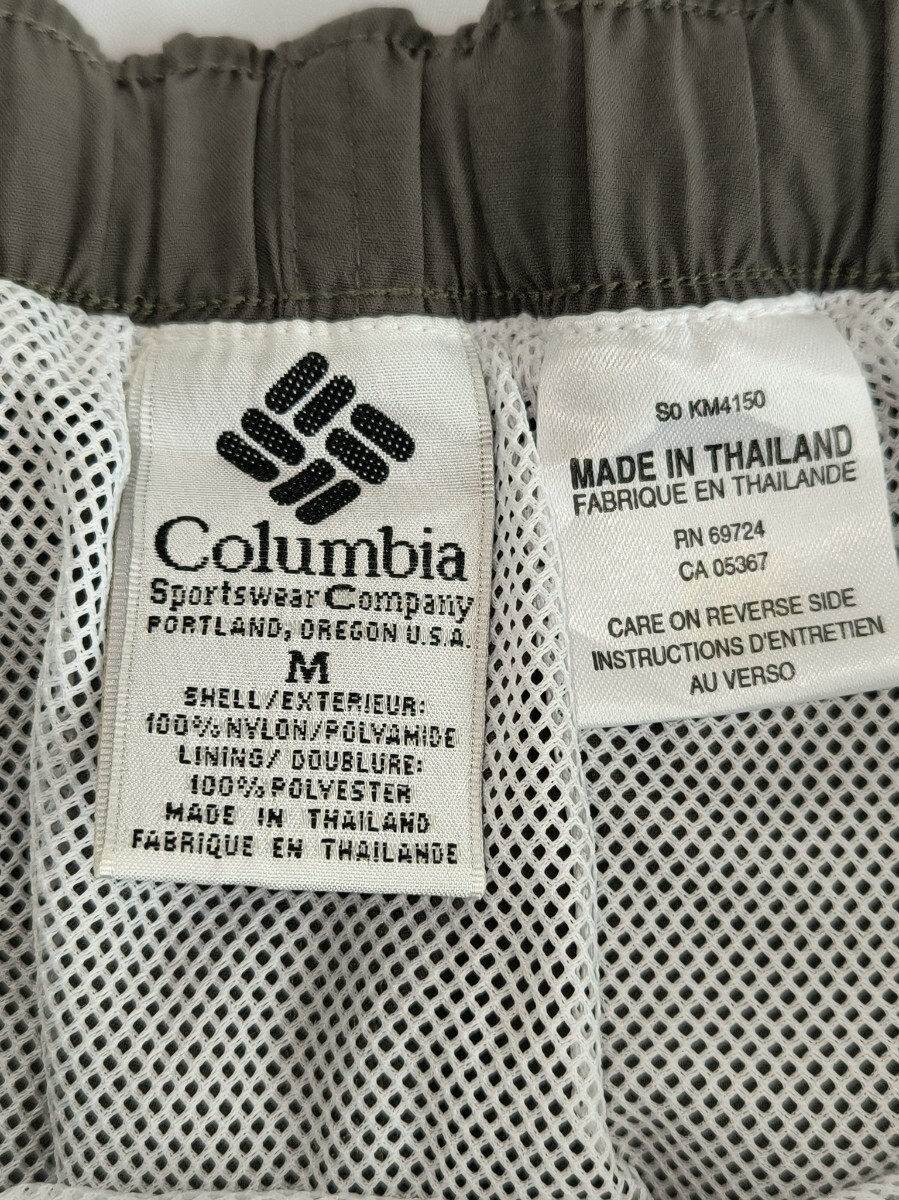 Columbia
Sportswear Company
PORTLAND, OREGON U.S.A.
M
SHELL/EXTERIEUR:
100% NYLON/POLYAMIDE
LINING/ DOUBLURE:
100% POLYESTER
MADE IN THAILAND
FABRIQUE EN THAILANDE
S0 KM4150
MADE IN THAILAND
FABRIQUE EN THAILANDE
RN 69724
CA 05367
CARE ON REVERSE SIDE
INSTRUCTIONS D'ENTRETIEN
AU VERSO